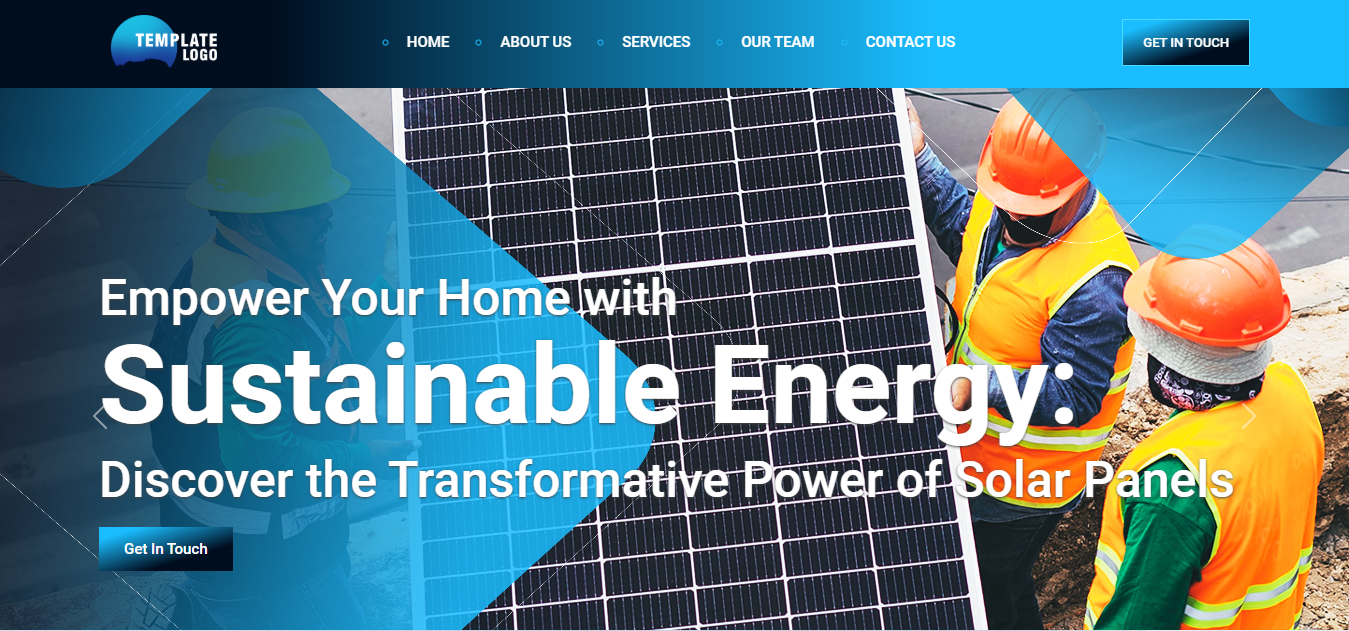 TEMPLATE
LOGO
HOME
ABOUT US
SERVICES
OUR TEAM
CONTACT US
GET IN TOUCH
Empower Your Home with
Sustainable Energy:
Discover the Transformative Power of Solar Panels
Get In Touch